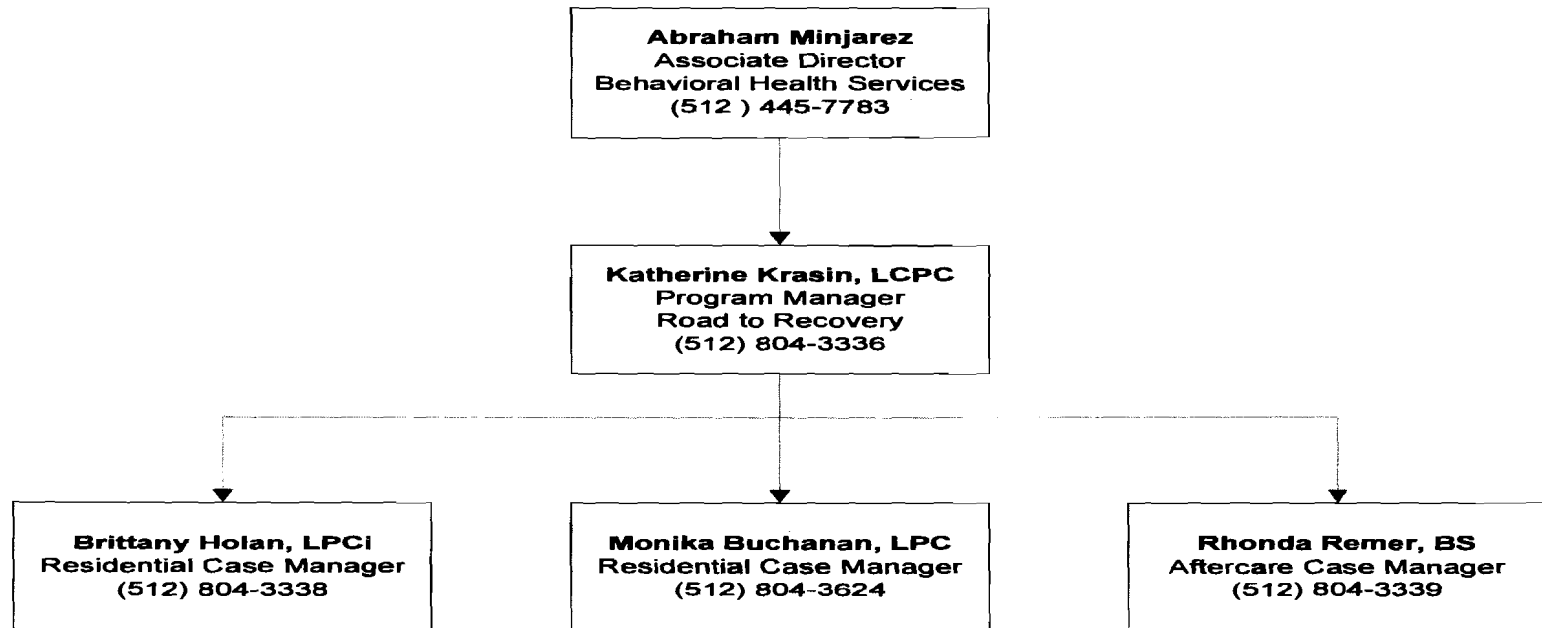 Abraham Minjarez
Associate Director
Behavioral Health Services
(512 ) 445-7783
Katherine Krasin, LCPC
Program Manager
Road to Recovery
(512) 804-3336
Brittany Holan, LPCi
Residential Case Manager
(512) 804-3338
Monika Buchanan, LPC
Residential Case Manager
(512) 804-3624
Rhonda Remer, BS
Aftercare Case Manager
(512) 804-3339